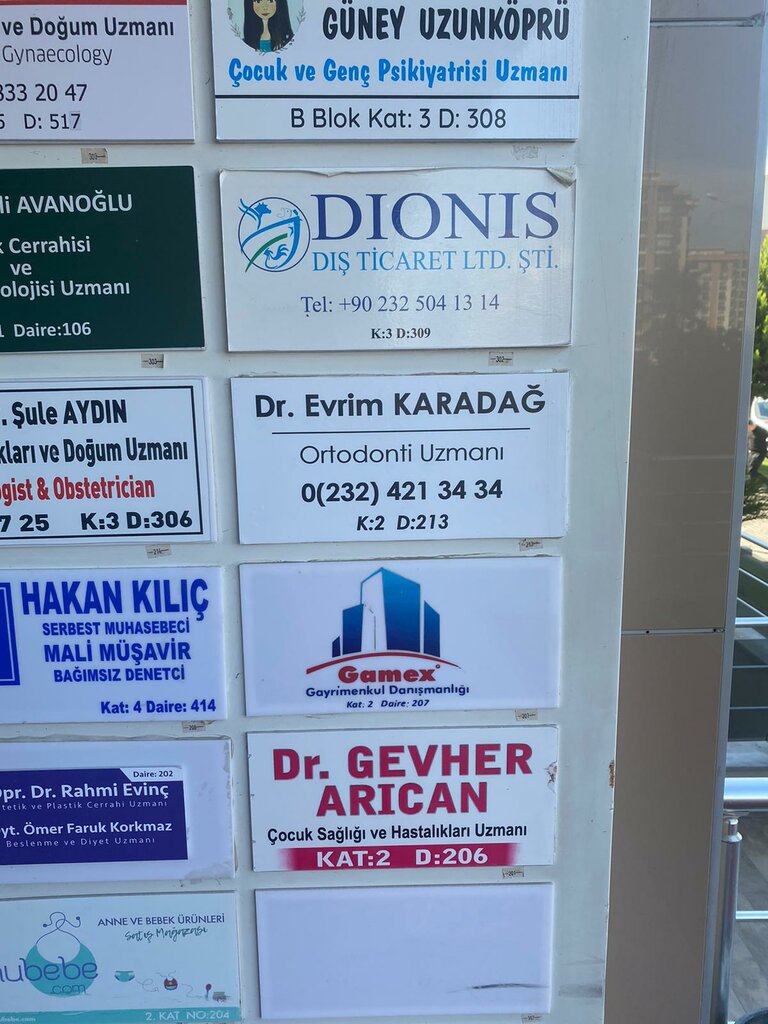 ve Doğum Uzmanı
Gynaecology
333 20 47
D: 517
GÜNEY UZUNKÖPRÜ
Çocuk ve Genç Psikiyatrisi Uzmanı
B Blok Kat: 3 D: 308
AVANOĞLU
Cerrahisi
ve
Uzmanı
Daire:106
DIONIS
DIŞ TİCARET LTD. ŞTİ.
Tel: +90 232 504 13 14
K:3 D:309
Şule AYDIN
ve Doğum Uzmanı
& Obstetrician
7 25 K:3 D:306
Dr. Evrim KARADAĞ
Ortodonti Uzmanı
0(232) 421 34 34
K:2 D:213
HAKAN KILIÇ
SERBEST MUHASEBECİ
MALİ MÜŞAVİR
BAĞIMSIZ DENETCİ
Kat: 4 Daire: 414
Gamex
Gayrimenkul Danışmanlığı
Kat: 2 Daire: 207
Daire: 202
Dr. Rahmi Evinç
ve Plastik Cerrahi Uzmanı
Ömer Faruk Korkmaz
Beslenme ve Diyet Uzmanı
Dr. GEVHER
ARICAN
Çocuk Sağlığı ve Hastalıkları Uzmanı
KAT:2 D:206
ANNE VE BEBEK ÜRÜNLERİ
Satış Mağazası
ubebe
.com
2. KAT NO:204